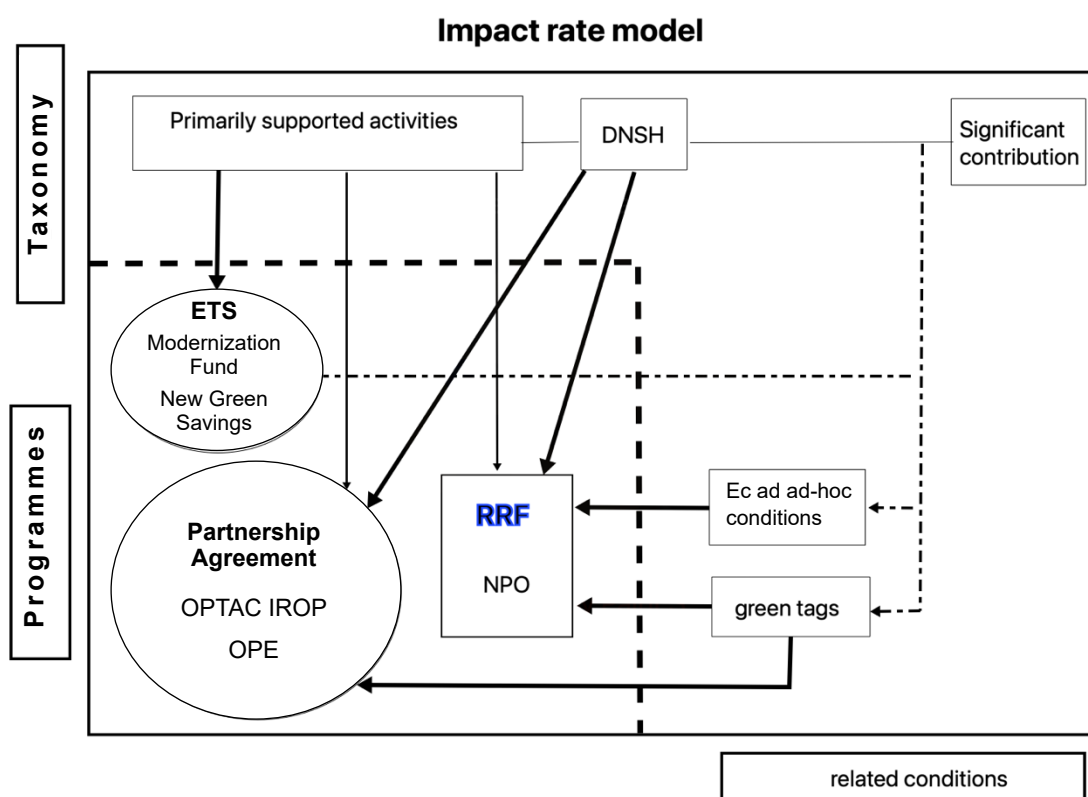 Impact rate model
Taxonomy
Primarily supported activities
DNSH
Significant
contribution
ETS
Modernization
Fund
New Green
Savings
Programmes
Partnership
Agreement
OPTAC IROP
OPE
RRF
NPO
Ec ad ad-hoc
conditions
green tags
related conditions